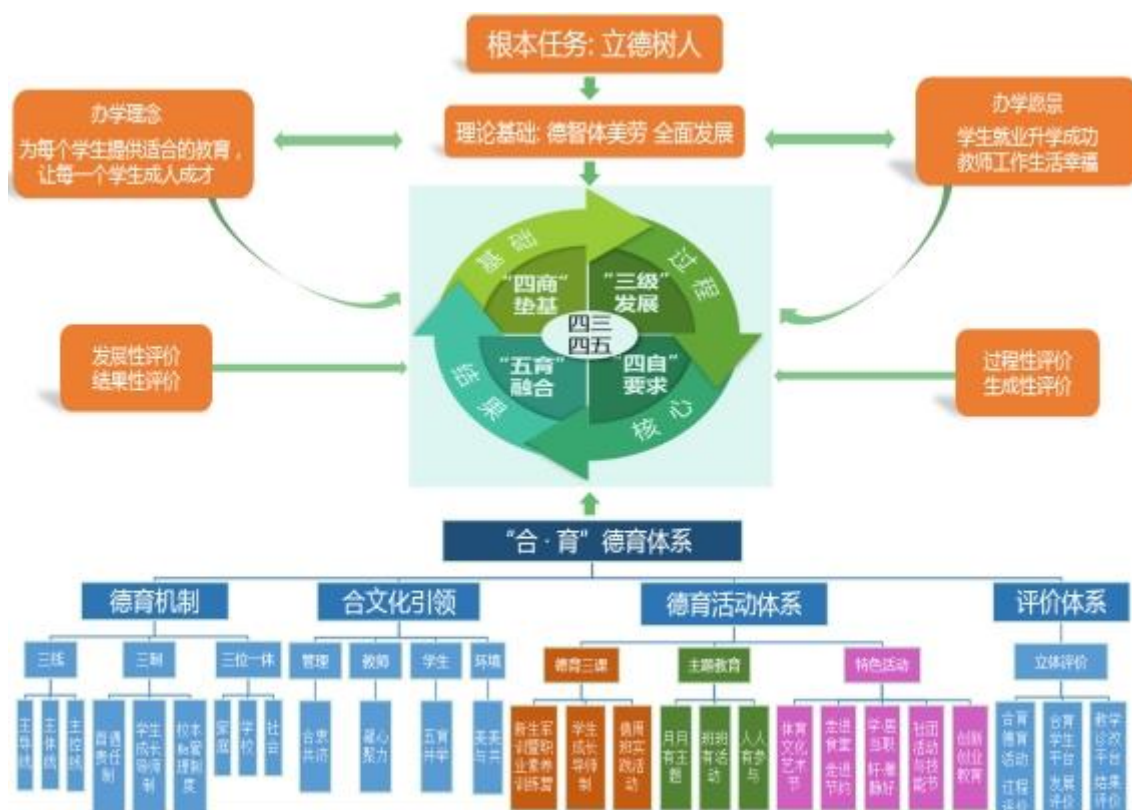 根本任务: 立德树人
办学理念
为每个学生提供适合的教育，
让每一个学生成人成才
理论基础: 德智体美劳 全面发展
办学愿景
学生就业升学成功
教师工作生活幸福
基础
过程
“四商”
垫基
“三级”
发展
四三
四五
“五育”
融合
“四自”
要求
结果
核心
发展性评价
结果性评价
过程性评价
生成性评价
“合·育”德育体系
德育机制
合文化引领
德育活动体系
评价体系
三线
三制
三位一体
管理
教师
学生
环境
德育三课
主题教育
特色活动
立体评价
主导线
主体线
主控线
首遇责任制
学生成长导师制
家庭
学校
社会
合惠共济
凝心聚力
五育并举
美美与共
新生军训暨职业素养训练营
学生成长导师制
值周班实践活动
月月有主题
班班有活动
人人有参与
体育文化艺术节
走进食堂 走进节约
社团活动与技能节
创新创业教育
合育德育活动
合育学生平台 发展评价
教学诊改平台 结果评价